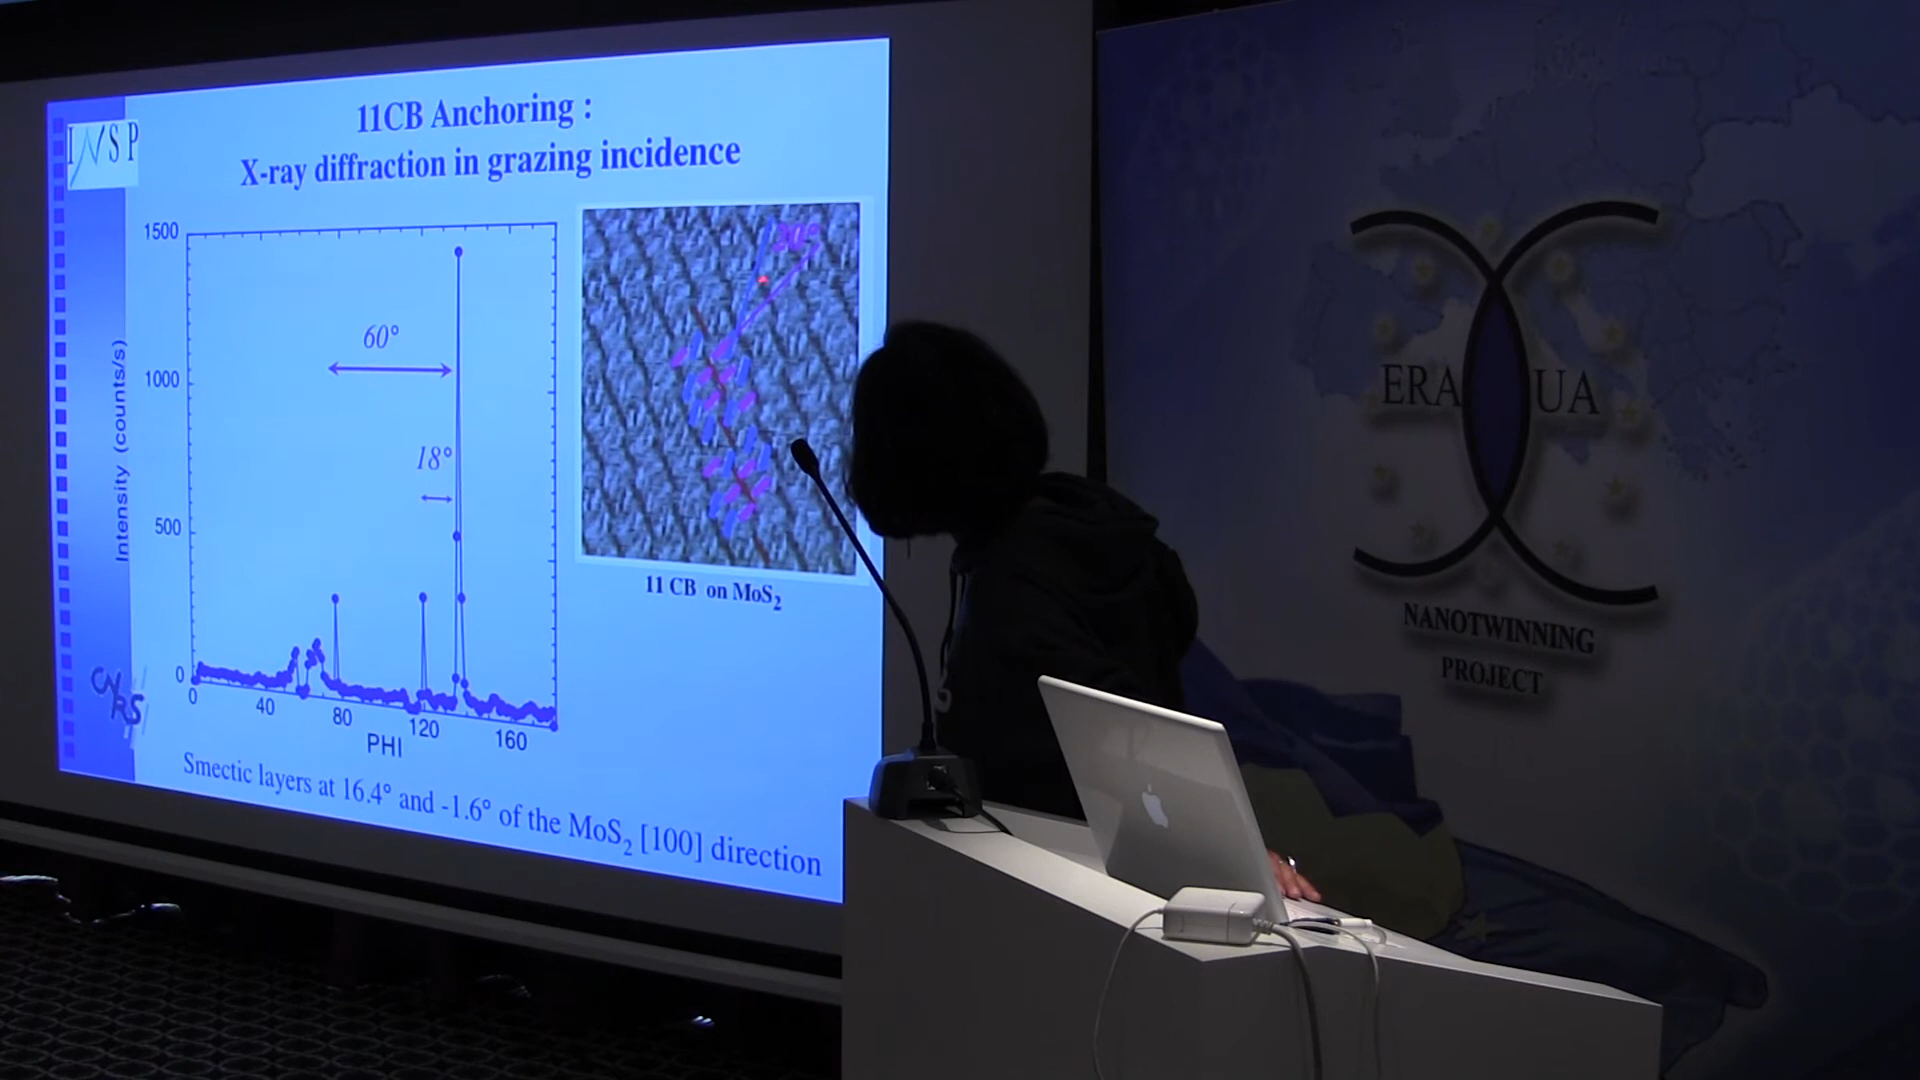 INSP
11CB Anchoring :
X-ray diffraction in grazing incidence
1500
1000
500
0
Intensity (counts/s)
60°
18°
0
40
80
120
160
PHI
11 CB on MoS2
CNRS
Smectic layers at 16.4° and -1.6° of the MoS2 [100] direction
ERA UA
NANOTWINNING
PROJECT